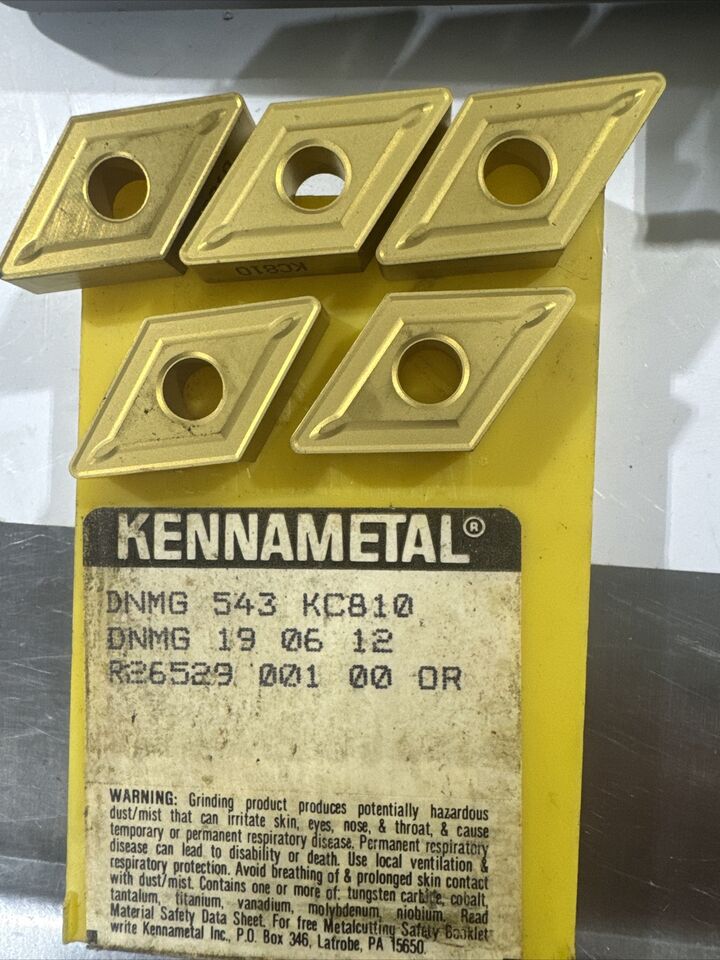 KC810
KENNAMETAL®
DNMG 543 KC810
DNMG 19 06 12
R26529 001 00 OR
WARNING: Grinding product produces potentially hazardous
dust/mist that can irritate skin, eyes, nose, & throat, & cause
temporary or permanent respiratory disease. Permanent respiratory
disease can lead to disability or death. Use local ventilation &
respiratory protection. Avoid breathing of & prolonged skin contact
with dust/mist. Contains one or more of: tungsten carbide, cobalt,
tantalum, titanium, vanadium, molybdenum, niobium. Read
Material Safety Data Sheet. For free Metalcutting Safety Booklet
write Kennametal Inc., P.O. Box 346, Latrobe, PA 15650.